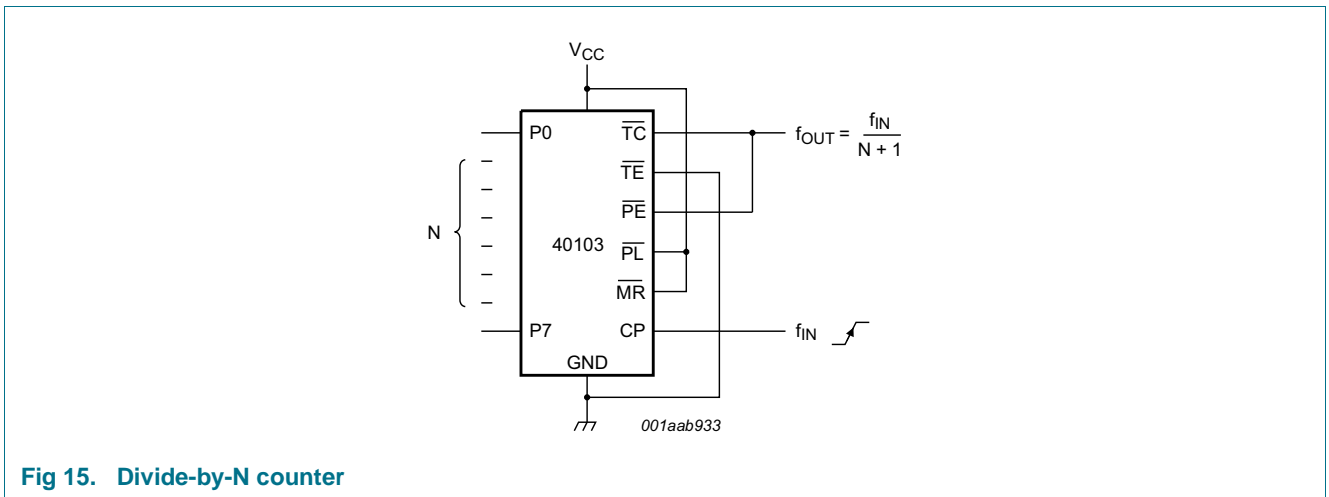 VCC
P0
TC
fOUT = fIN
N + 1
TE
PE
N
40103
PL
MR
P7
CP
fIN
GND
001aab933
Fig 15. Divide-by-N counter